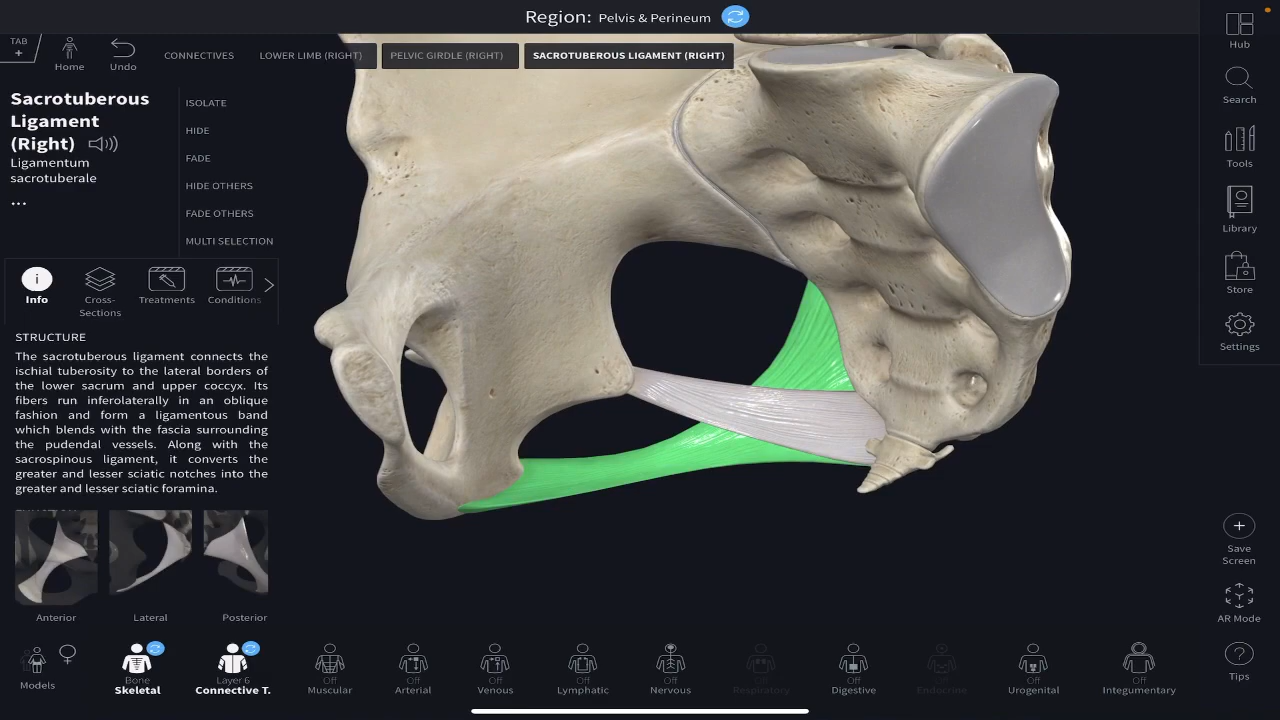 Region: Pelvis & Perineum
TAB
+
Home
Undo
CONNECTIVES
LOWER LIMB (RIGHT)
PELVIC GIRDLE (RIGHT)
SACROTUBEROUS LIGAMENT (RIGHT)
Sacrotuberous
Ligament
(Right)
Ligamentum
sacrotuberale
...
ISOLATE
HIDE
FADE
HIDE OTHERS
FADE OTHERS
MULTI SELECTION
Info
Cross-
Sections
Treatments
Conditions
STRUCTURE
The sacrotuberous ligament connects the
ischial tuberosity to the lateral borders of
the lower sacrum and upper coccyx. Its
fibers run inferolaterally in an oblique
fashion and form a ligamentous band
which blends with the fascia surrounding
the pudendal vessels. Along with the
sacrospinous ligament, it converts the
greater and lesser sciatic notches into the
greater and lesser sciatic foramina.
Anterior
Lateral
Posterior
Models
Bone
Skeletal
Layer 6
Connective T.
Off
Muscular
Off
Arterial
Off
Venous
Off
Lymphatic
Off
Nervous
Off
Respiratory
Off
Digestive
Off
Endocrine
Off
Urogenital
Off
Integumentary
Hub
Search
Tools
Library
Store
Settings
Save
Screen
AR Mode
Tips